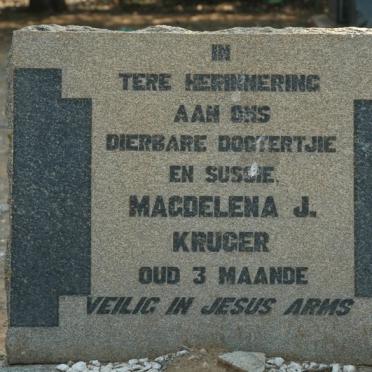 IN
TERE HERINNERING
AAN ONS
DIERBARE DOGTERTJIE
EN SUSSIE.
MAGDELENA J.
KRUGER
OUD 3 MAANDE
VEILIG IN JESUS ARMS